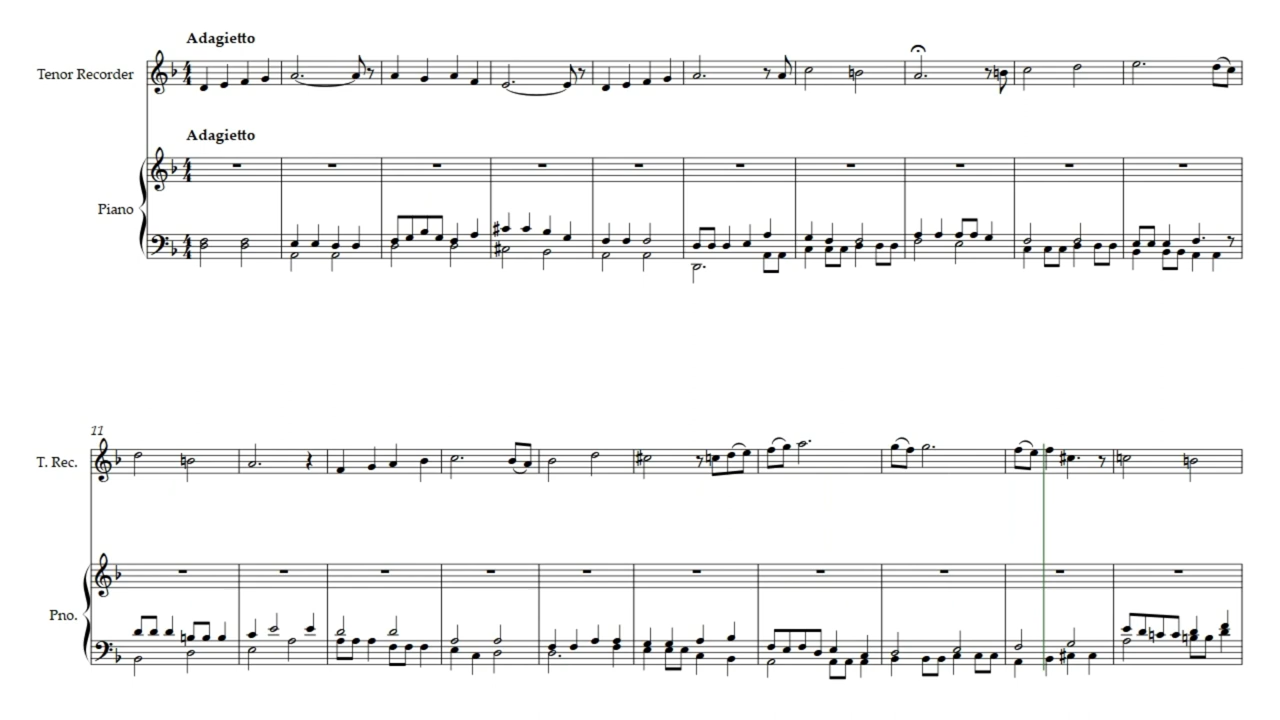 Adagietto
Tenor Recorder
Adagietto
Piano
11
T. Rec.
Pno.